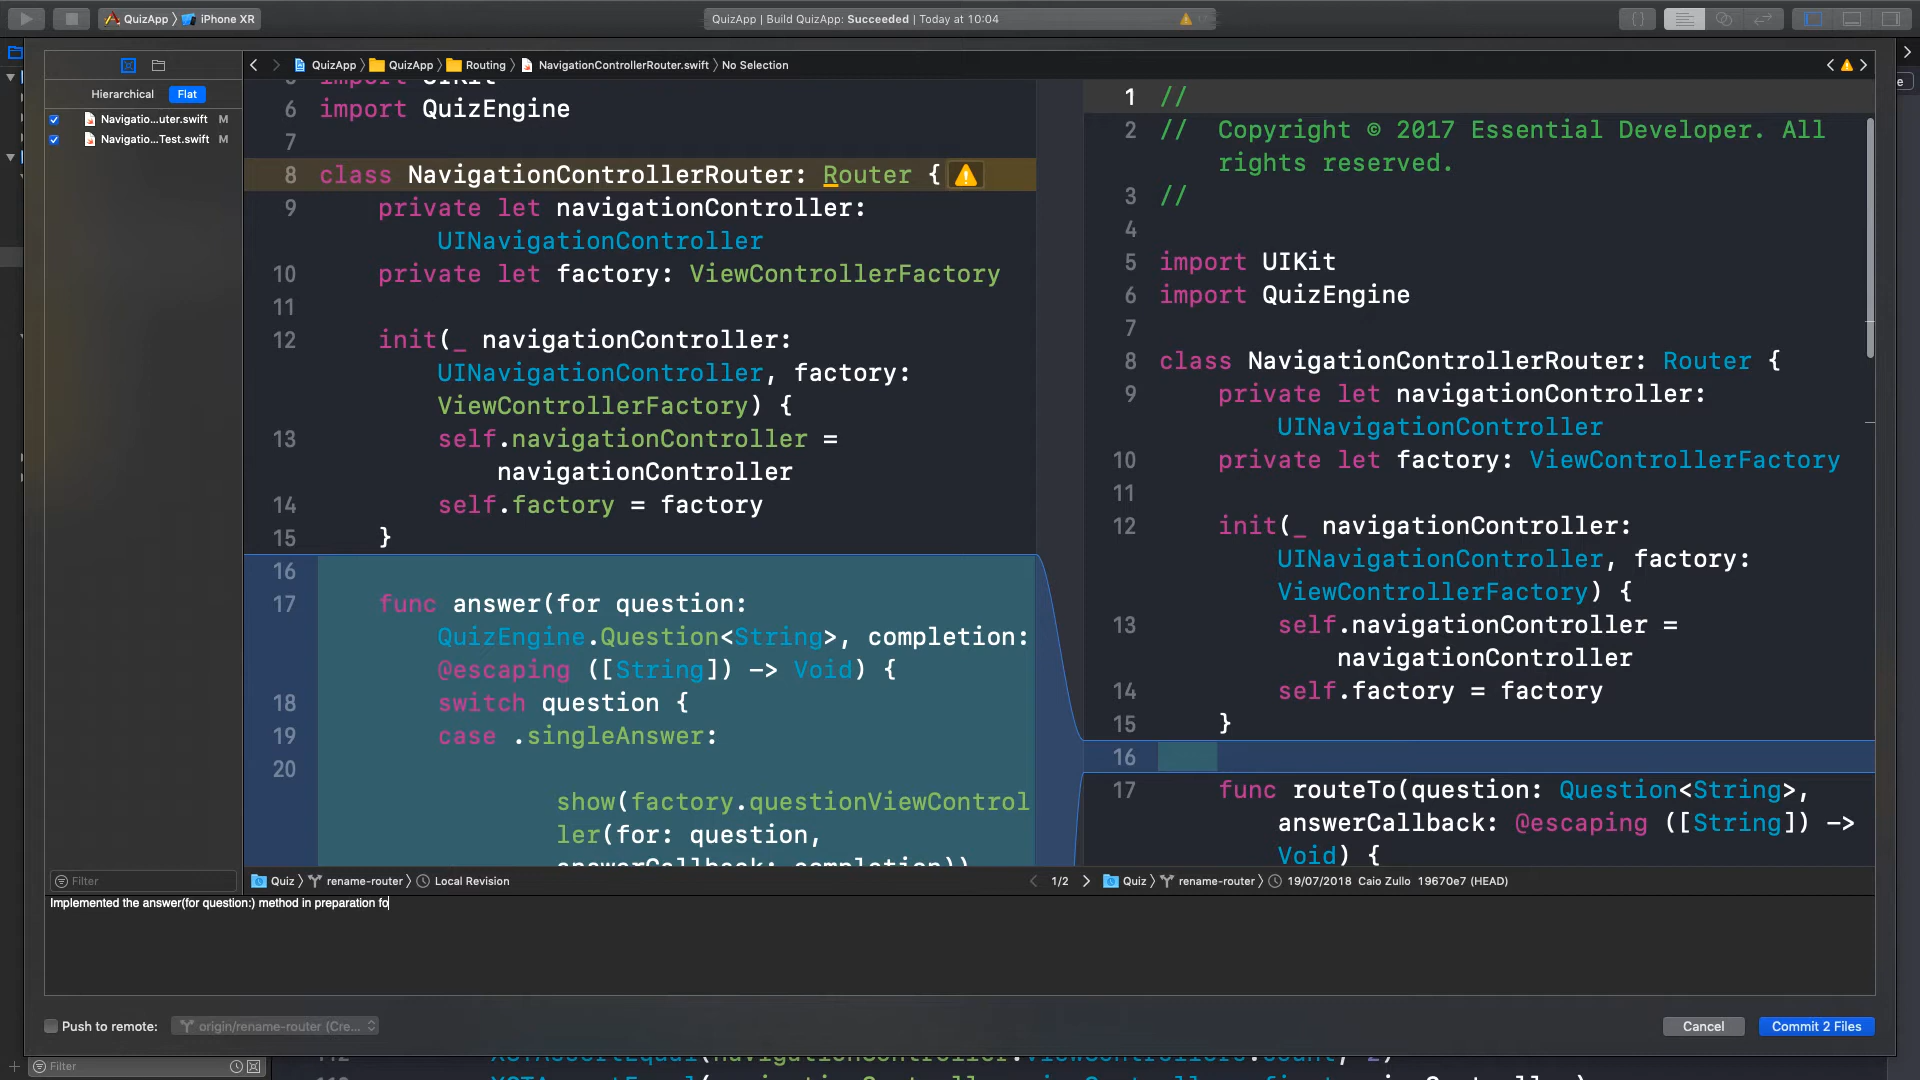 QuizApp iPhone XR
QuizApp | Build QuizApp: Succeeded | Today at 10:04
QuizApp QuizApp Routing NavigationControllerRouter.swift No Selection
Hierarchical Flat
Navigatio...uter.swift M
Navigatio...Test.swift M
import UIKit
6 import QuizEngine
7
8 class NavigationControllerRouter: Router {
9 private let navigationController:
UINavigationController
10 private let factory: ViewControllerFactory
11
12 init(_ navigationController:
UINavigationController, factory:
ViewControllerFactory) {
13 self.navigationController =
navigationController
14 self.factory = factory
15 }
16
17 func answer(for question:
QuizEngine.Question<String>, completion:
@escaping ([String]) -> Void) {
18 switch question {
19 case .singleAnswer:
20
show(factory.questionViewControl
ler(for: question,
answerCallback: completion))
1 //
2 // Copyright © 2017 Essential Developer. All
rights reserved.
3 //
4
5 import UIKit
6 import QuizEngine
7
8 class NavigationControllerRouter: Router {
9 private let navigationController:
UINavigationController
10 private let factory: ViewControllerFactory
11
12 init(_ navigationController:
UINavigationController, factory:
ViewControllerFactory) {
13 self.navigationController =
navigationController
14 self.factory = factory
15 }
16
17 func routeTo(question: Question<String>,
answerCallback: @escaping ([String]) ->
Void) {
Filter
Quiz rename-router Local Revision
1/2
Quiz rename-router 19/07/2018 Caio Zullo 19670e7 (HEAD)
Implemented the answer(for question:) method in preparation fo
Push to remote: origin/rename-router (Cre...
Cancel Commit 2 Files
Filter